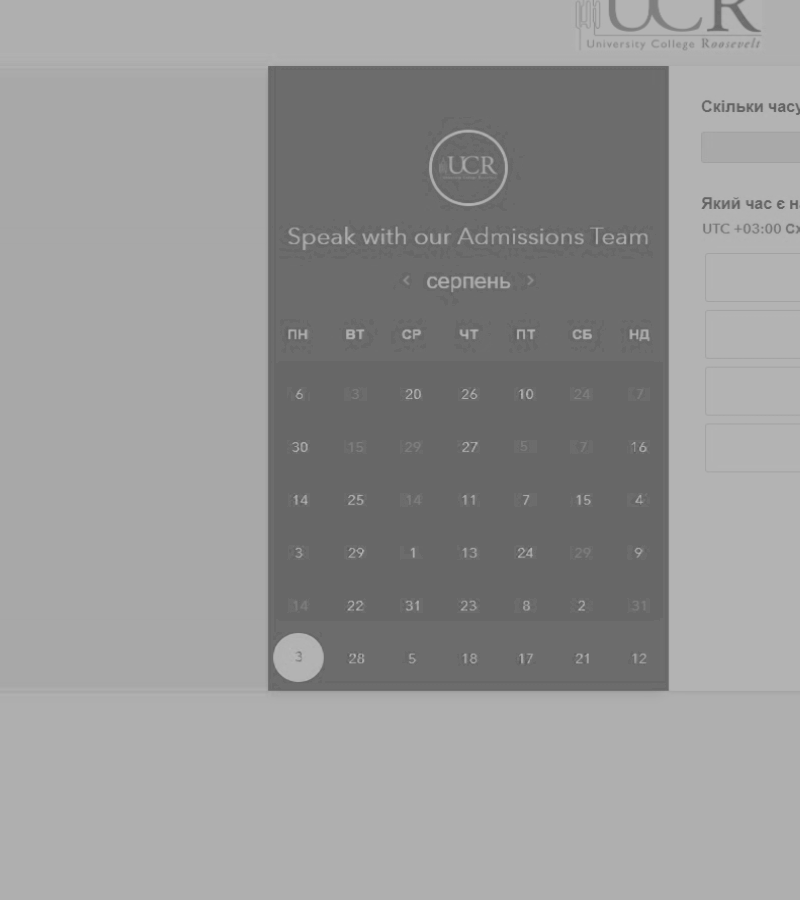 UCR
University College Roosevelt
Скільки часу
UCR
Який час є н
Speak with our Admissions Team
UTC +03:00 Сх
< серпень >
ПН ВТ СР ЧТ ПТ СБ НД
6 3 20 26 10 24 7
30 15 29 27 5 7 16
14 25 14 11 7 15 4
3 29 1 13 24 29 9
14 22 31 23 8 2 31
3 28 5 18 17 21 12